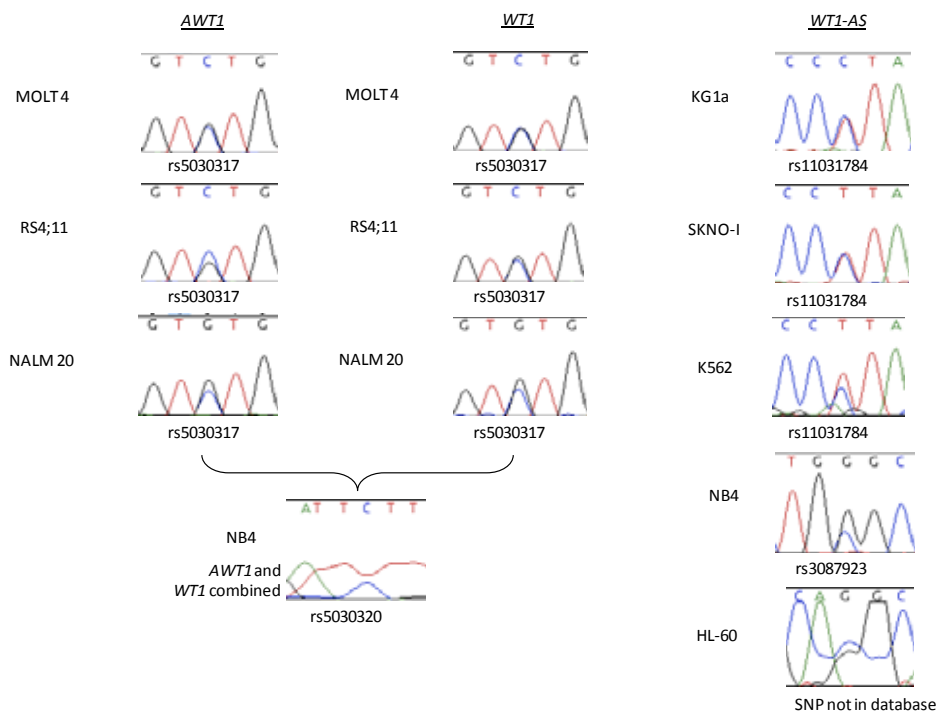 AWT1
WT1
WT1-AS
MOLT 4
G T C T G
rs5030317
MOLT 4
G T C T G
rs5030317
KG1a
C C C T A
rs11031784
RS4;11
G T C T G
rs5030317
RS4;11
G T C T G
rs5030317
SKNO-I
C C T T A
rs11031784
NALM 20
G T G T G
rs5030317
NALM 20
G T G T G
rs5030317
K562
C C T T A
rs11031784
NB4
AWT1 and
WT1 combined
A T T C T T
rs5030320
NB4
T G G G C
rs3087923
HL-60
C A G G C
SNP not in database